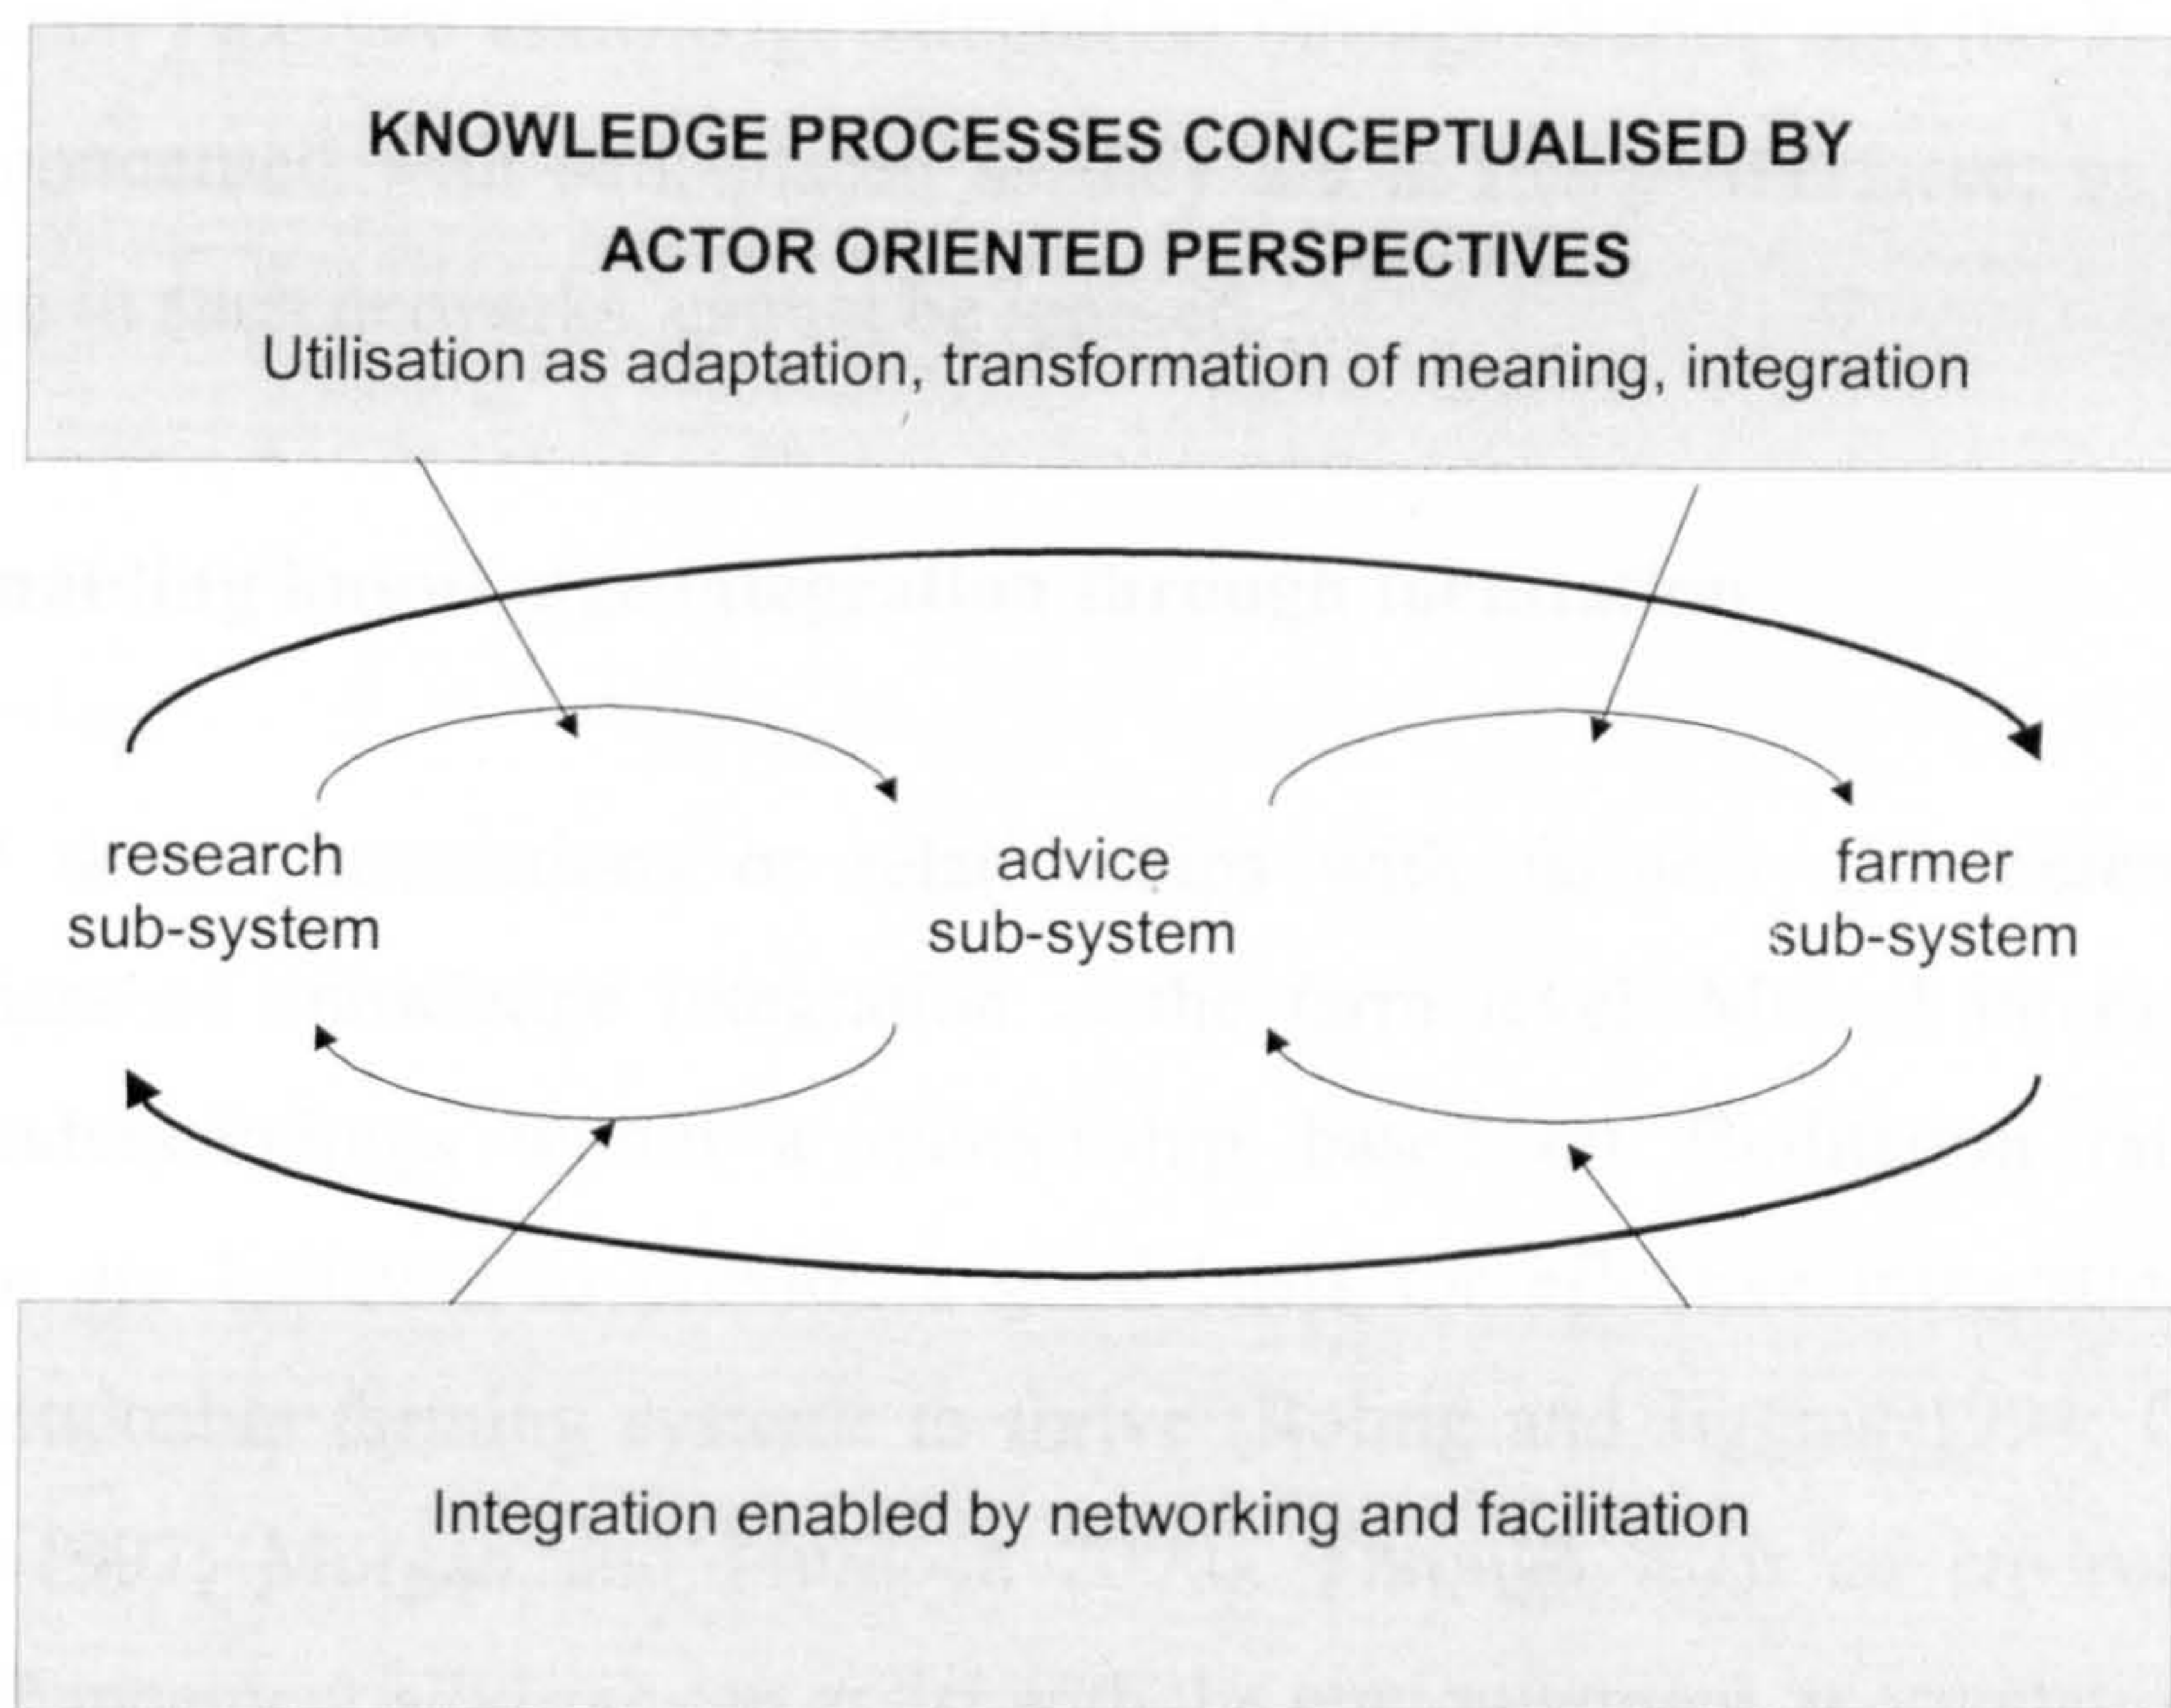 KNOWLEDGE PROCESSES CONCEPTUALISED BY
ACTOR ORIENTED PERSPECTIVES
Utilisation as adaptation, transformation of meaning, integration
research
sub-system
advice
sub-system
farmer
sub-system
Integration enabled by networking and facilitation